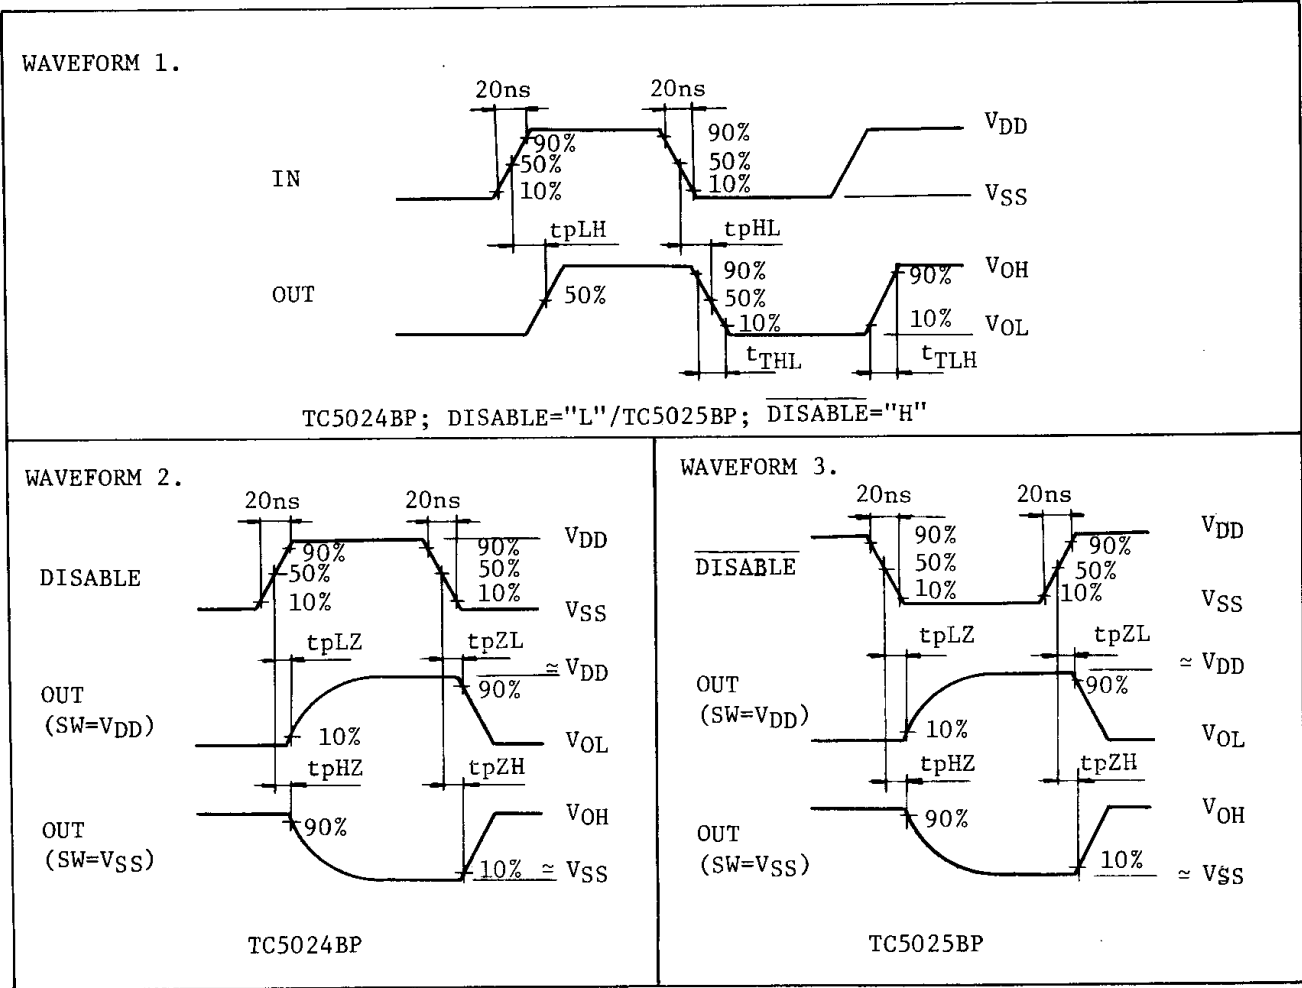 WAVEFORM 1.
20ns 20ns
90% 90% VDD
50% 50%
IN 10% 10% VSS
tpLH tpHL
90% 90% VOH
OUT 50% 50%
10% 10% VOL
tTHL tTLH
TC5024BP; DISABLE="L"/TC5025BP; DISABLE="H"
WAVEFORM 2.
20ns 20ns
90% 90% VDD
DISABLE 50% 50%
10% 10% VSS
tpLZ tpZL
≃ VDD
OUT 90%
(SW=VDD) 10% VOL
tpHZ tpZH
VOH
OUT 90%
(SW=VSS) 10% ≃ VSS
TC5024BP
WAVEFORM 3.
20ns 20ns
90% 90% VDD
DISABLE 50% 50%
10% 10% VSS
tpLZ tpZL
≃ VDD
OUT 90%
(SW=VDD) 10% VOL
tpHZ tpZH
VOH
OUT 90%
(SW=VSS) 10% ≃ VSS
TC5025BP